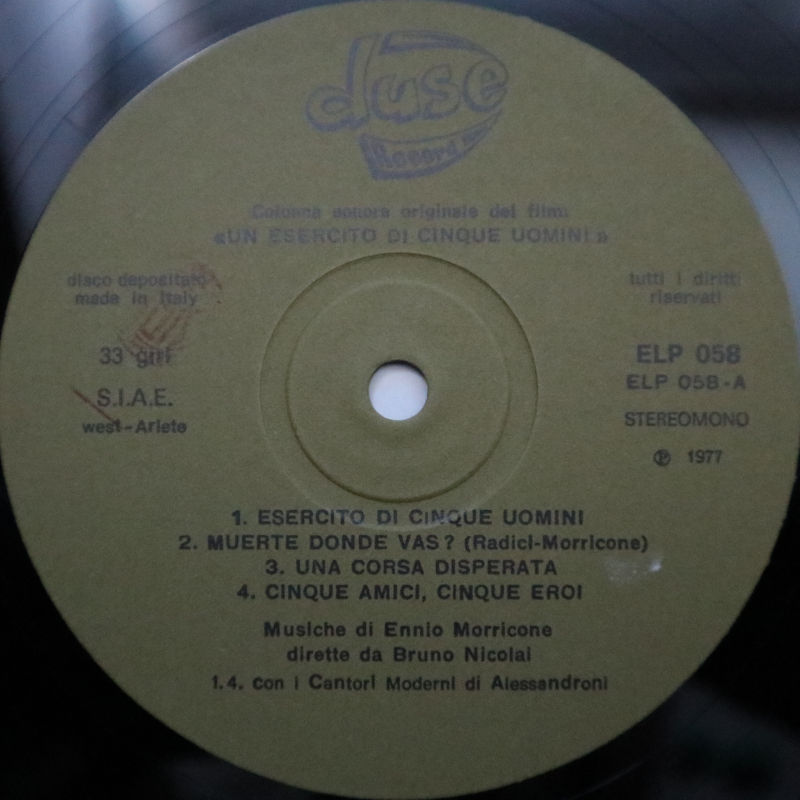 duse
Record
Colonna sonora originale del film:
«UN ESERCITO DI CINQUE UOMINI»
disco depositato
made in Italy
tutti i diritti
riservati
33 giri
ELP 058
ELP 058-A
S.I.A.E.
west-Ariete
STEREOMONO
Ⓟ 1977
1. ESERCITO DI CINQUE UOMINI
2. MUERTE DONDE VAS? (Radici-Morricone)
3. UNA CORSA DISPERATA
4. CINQUE AMICI, CINQUE EROI
Musiche di Ennio Morricone
dirette da Bruno Nicolai
1.4. con i Cantori Moderni di Alessandroni